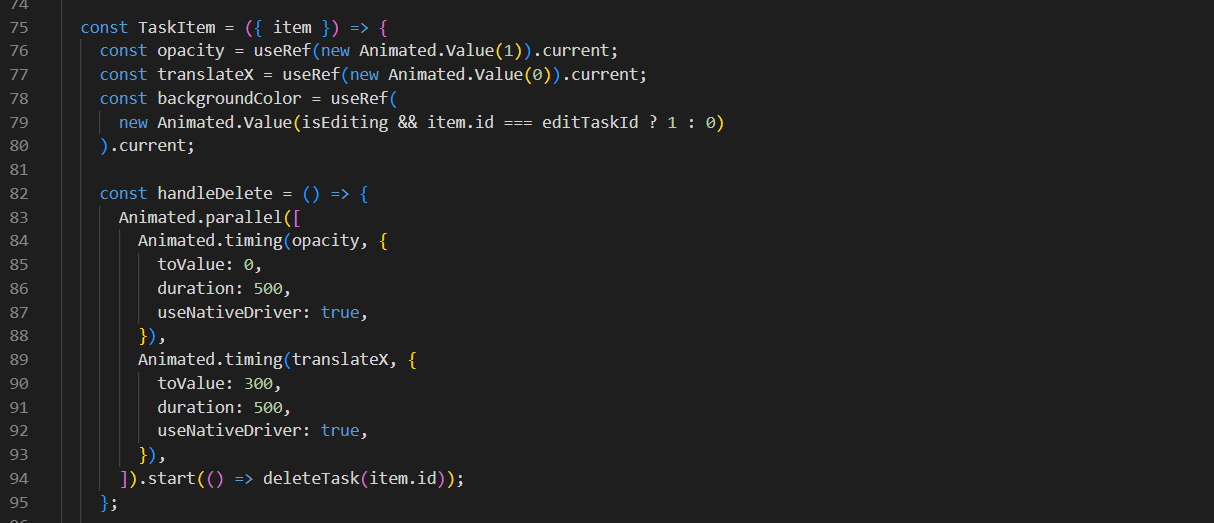 74
75 const TaskItem = ({ item }) => {
76 const opacity = useRef(new Animated.Value(1)).current;
77 const translateX = useRef(new Animated.Value(0)).current;
78 const backgroundColor = useRef(
79 new Animated.Value(isEditing && item.id === editTaskId ? 1 : 0)
80 ).current;
81
82 const handleDelete = () => {
83 Animated.parallel([
84 Animated.timing(opacity, {
85 toValue: 0,
86 duration: 500,
87 useNativeDriver: true,
88 }),
89 Animated.timing(translateX, {
90 toValue: 300,
91 duration: 500,
92 useNativeDriver: true,
93 }),
94 ]).start(() => deleteTask(item.id));
95 };
96